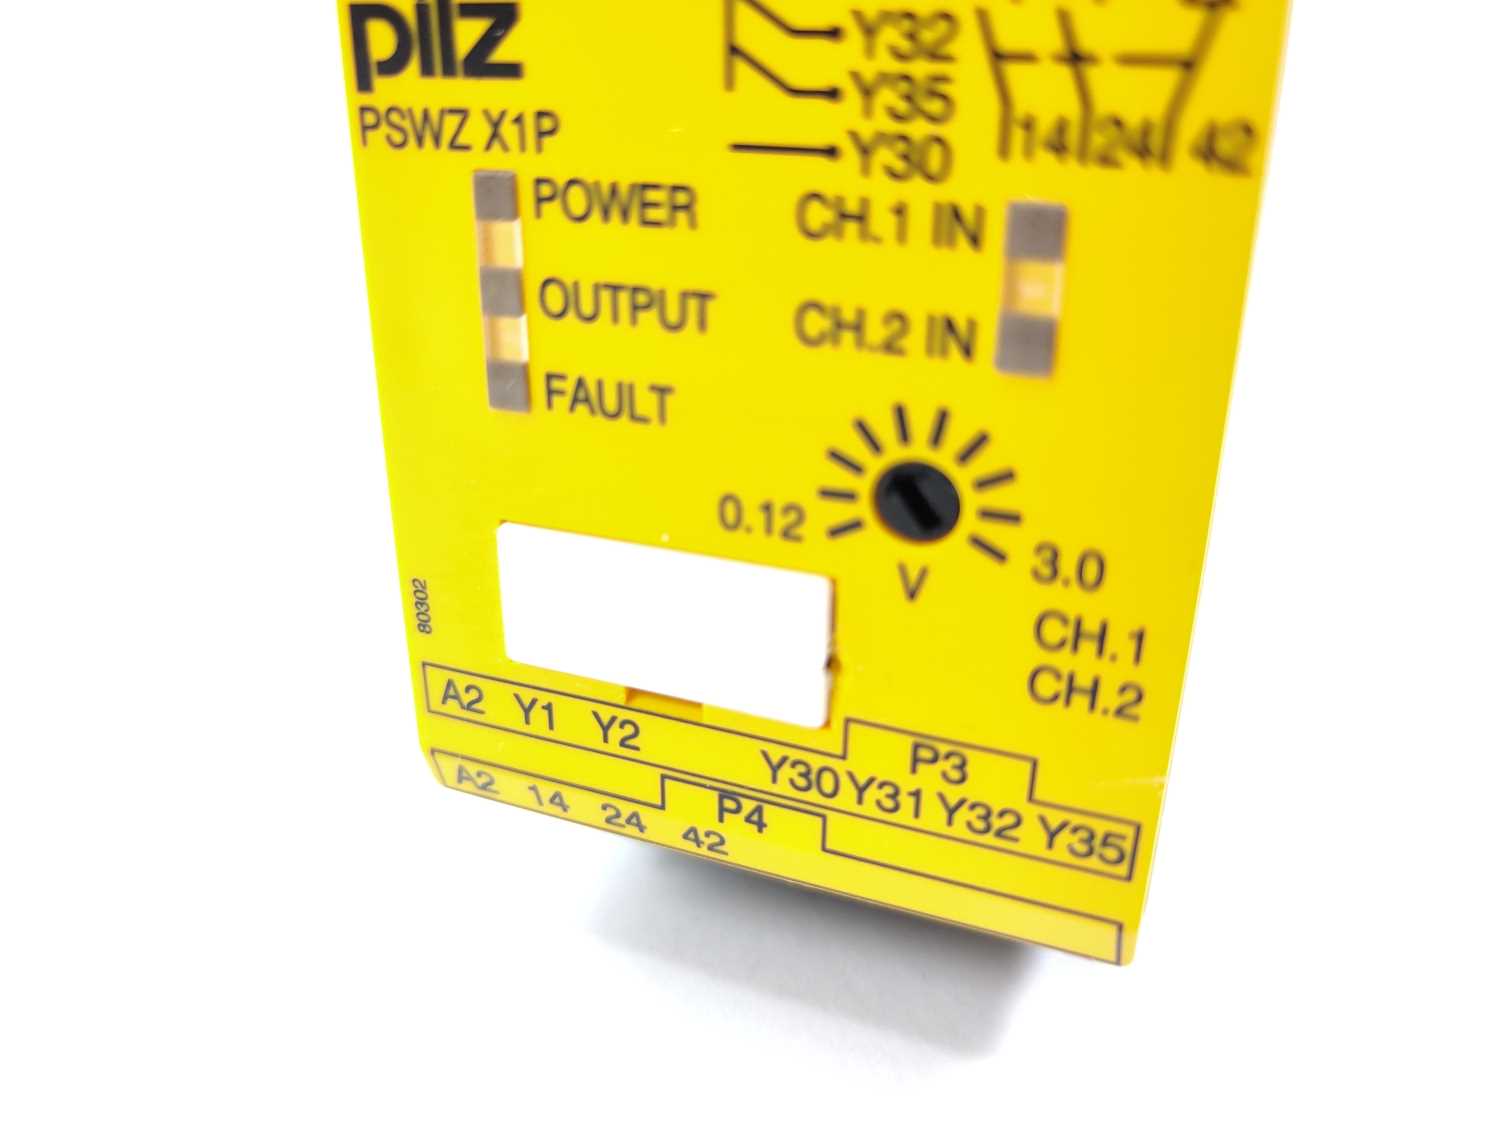 pilz
PSWZ X1P
Y32
Y35
Y30
14 24 42
POWER
OUTPUT
FAULT
CH.1 IN
CH.2 IN
0.12
V
3.0
CH.1
CH.2
80302
A2 Y1 Y2
P3
Y30 Y31 Y32 Y35
A2 14 24 42
P4